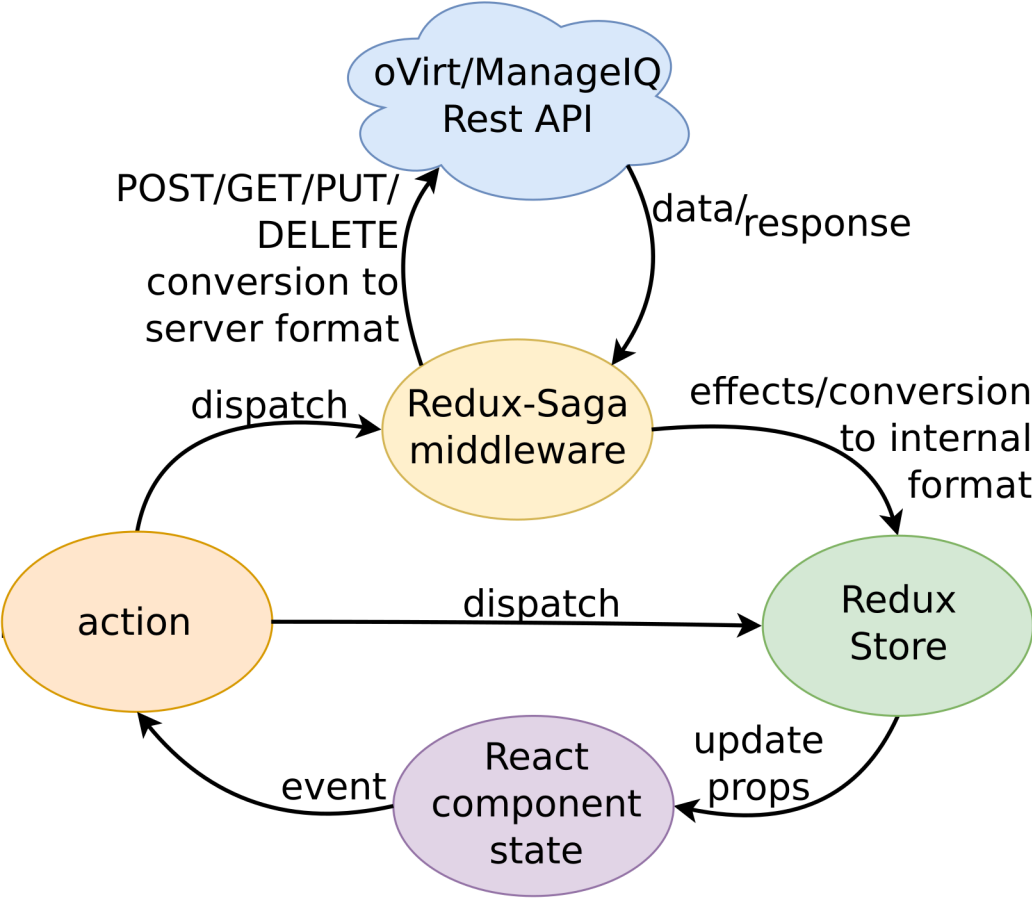 oVirt/ManageIQ
Rest API
POST/GET/PUT/
DELETE
conversion to
server format
data/response
dispatch
Redux-Saga
middleware
effects/conversion
to internal
format
action
dispatch
Redux
Store
event
React
component
state
update
props